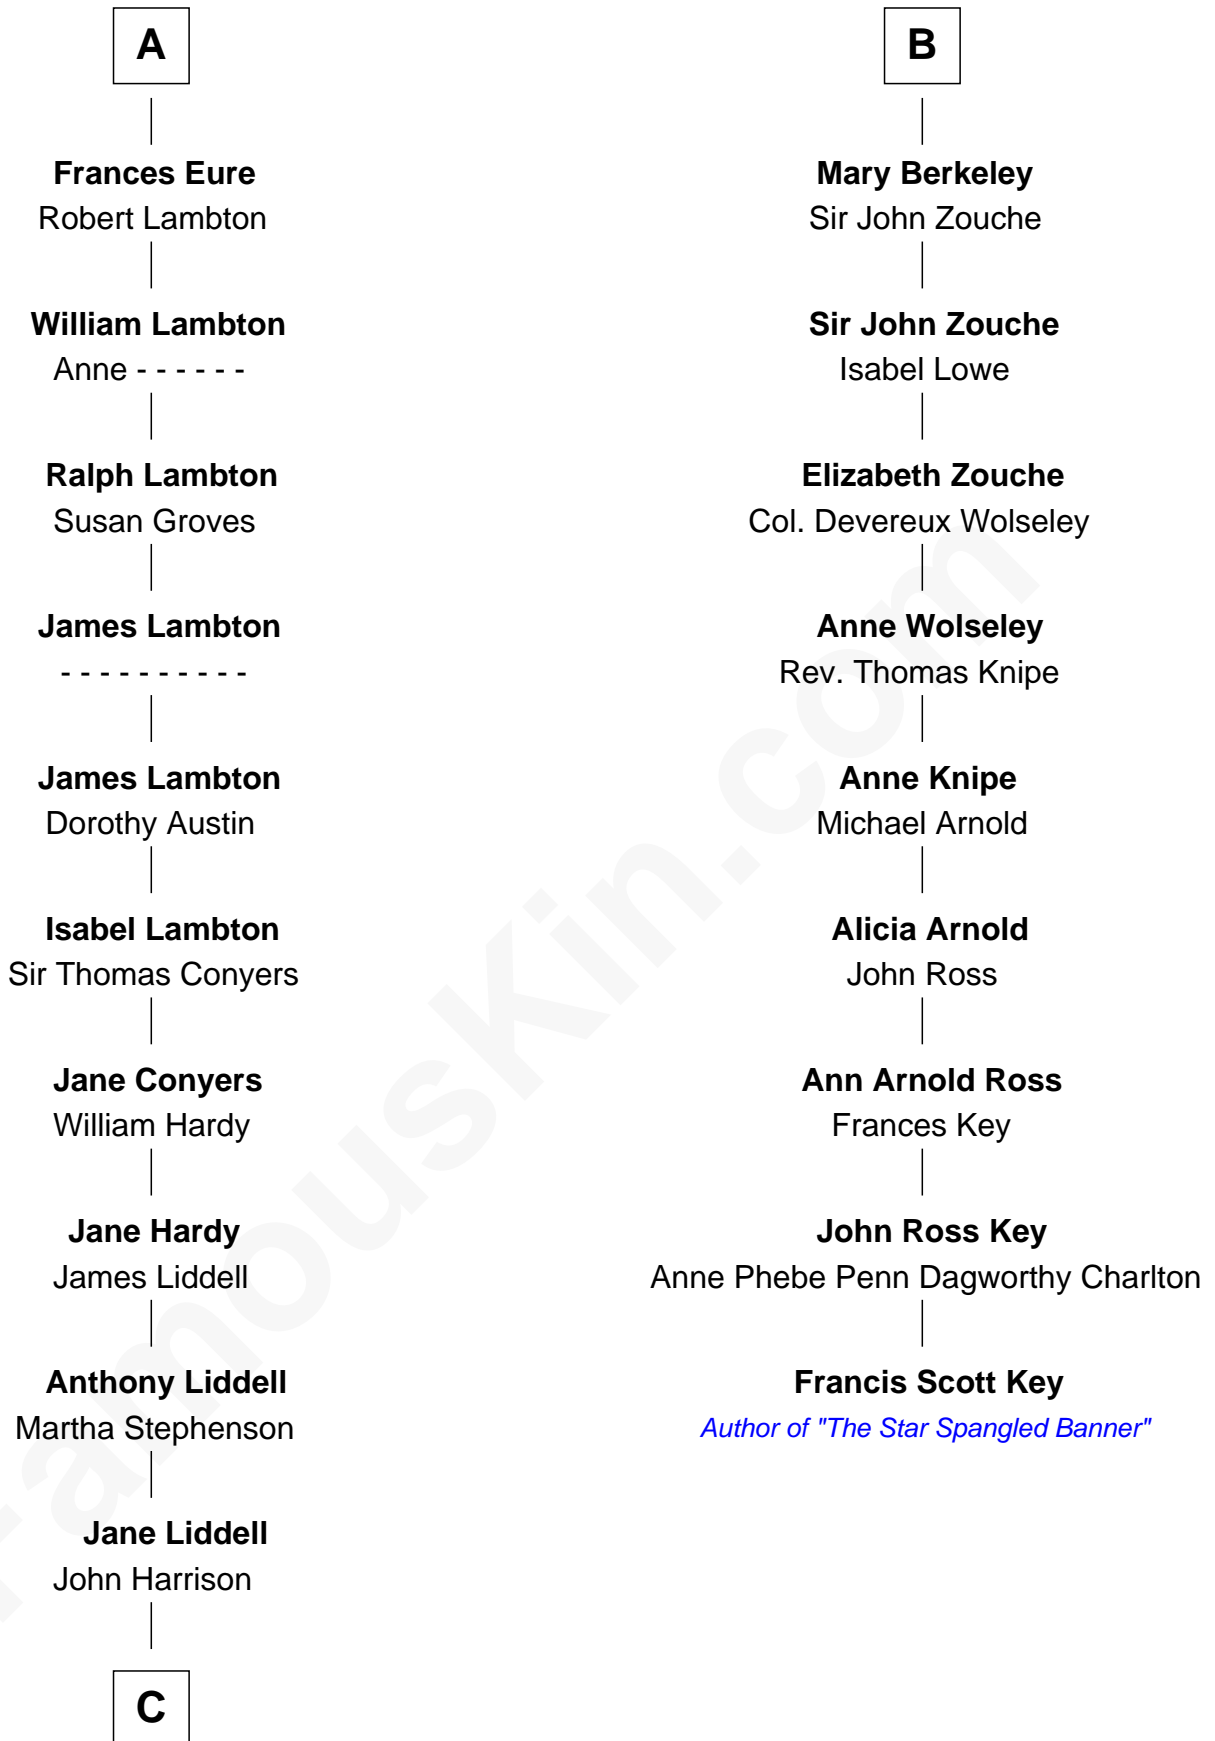 A
Frances Eure
Robert Lambton
William Lambton
Anne - - - - - -
Ralph Lambton
Susan Groves
James Lambton
- - - - - - - - - -
James Lambton
Dorothy Austin
Isabel Lambton
Sir Thomas Conyers
Jane Conyers
William Hardy
Jane Hardy
James Liddell
Anthony Liddell
Martha Stephenson
Jane Liddell
John Harrison
C
B
Mary Berkeley
Sir John Zouche
Sir John Zouche
Isabel Lowe
Elizabeth Zouche
Col. Devereux Wolseley
Anne Wolseley
Rev. Thomas Knipe
Anne Knipe
Michael Arnold
Alicia Arnold
John Ross
Ann Arnold Ross
Frances Key
John Ross Key
Anne Phebe Penn Dagworthy Charlton
Francis Scott Key
Author of "The Star Spangled Banner"
FamousKin.com